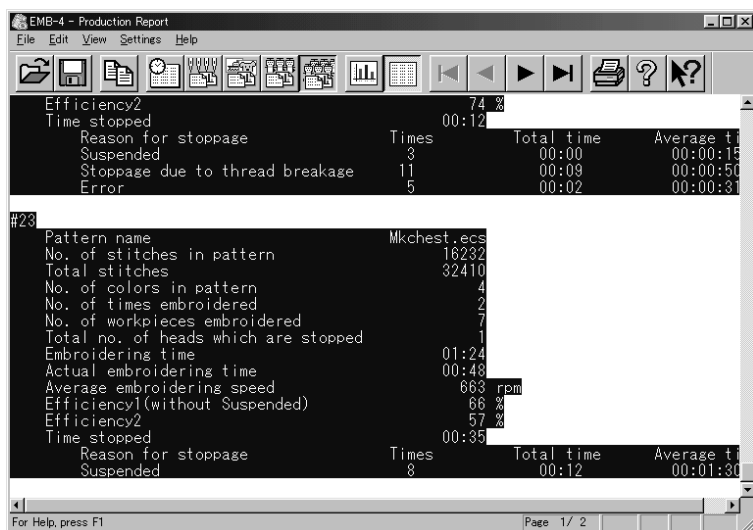 EMB-4 - Production Report
File Edit View Settings Help
Efficiency2 74 %
Time stopped 00:12
Reason for stoppage Times Total time Average ti
Suspended 3 00:00 00:00:15
Stoppage due to thread breakage 11 00:09 00:00:50
Error 5 00:02 00:00:31
#23
Pattern name Mkchest.ecs
No. of stitches in pattern 16232
Total stitches 32410
No. of colors in pattern 4
No. of times embroidered 2
No. of workpieces embroidered 7
Total no. of heads which are stopped 1
Embroidering time 01:24
Actual embroidering time 00:48
Average embroidering speed 663 rpm
Efficiency1(without Suspended) 66 %
Efficiency2 57 %
Time stopped 00:35
Reason for stoppage Times Total time Average ti
Suspended 8 00:12 00:01:30
For Help, press F1 Page 1/ 2